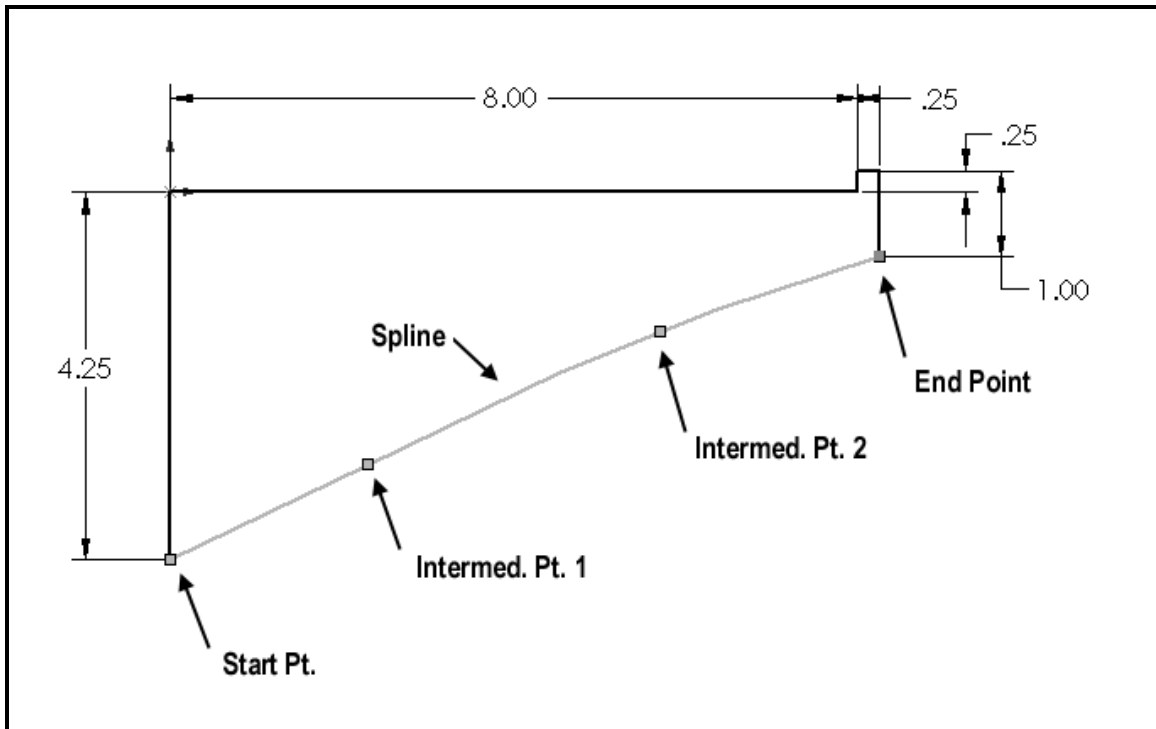 8.00
.25
.25
1.00
4.25
Spline
End Point
Intermed. Pt. 2
Intermed. Pt. 1
Start Pt.